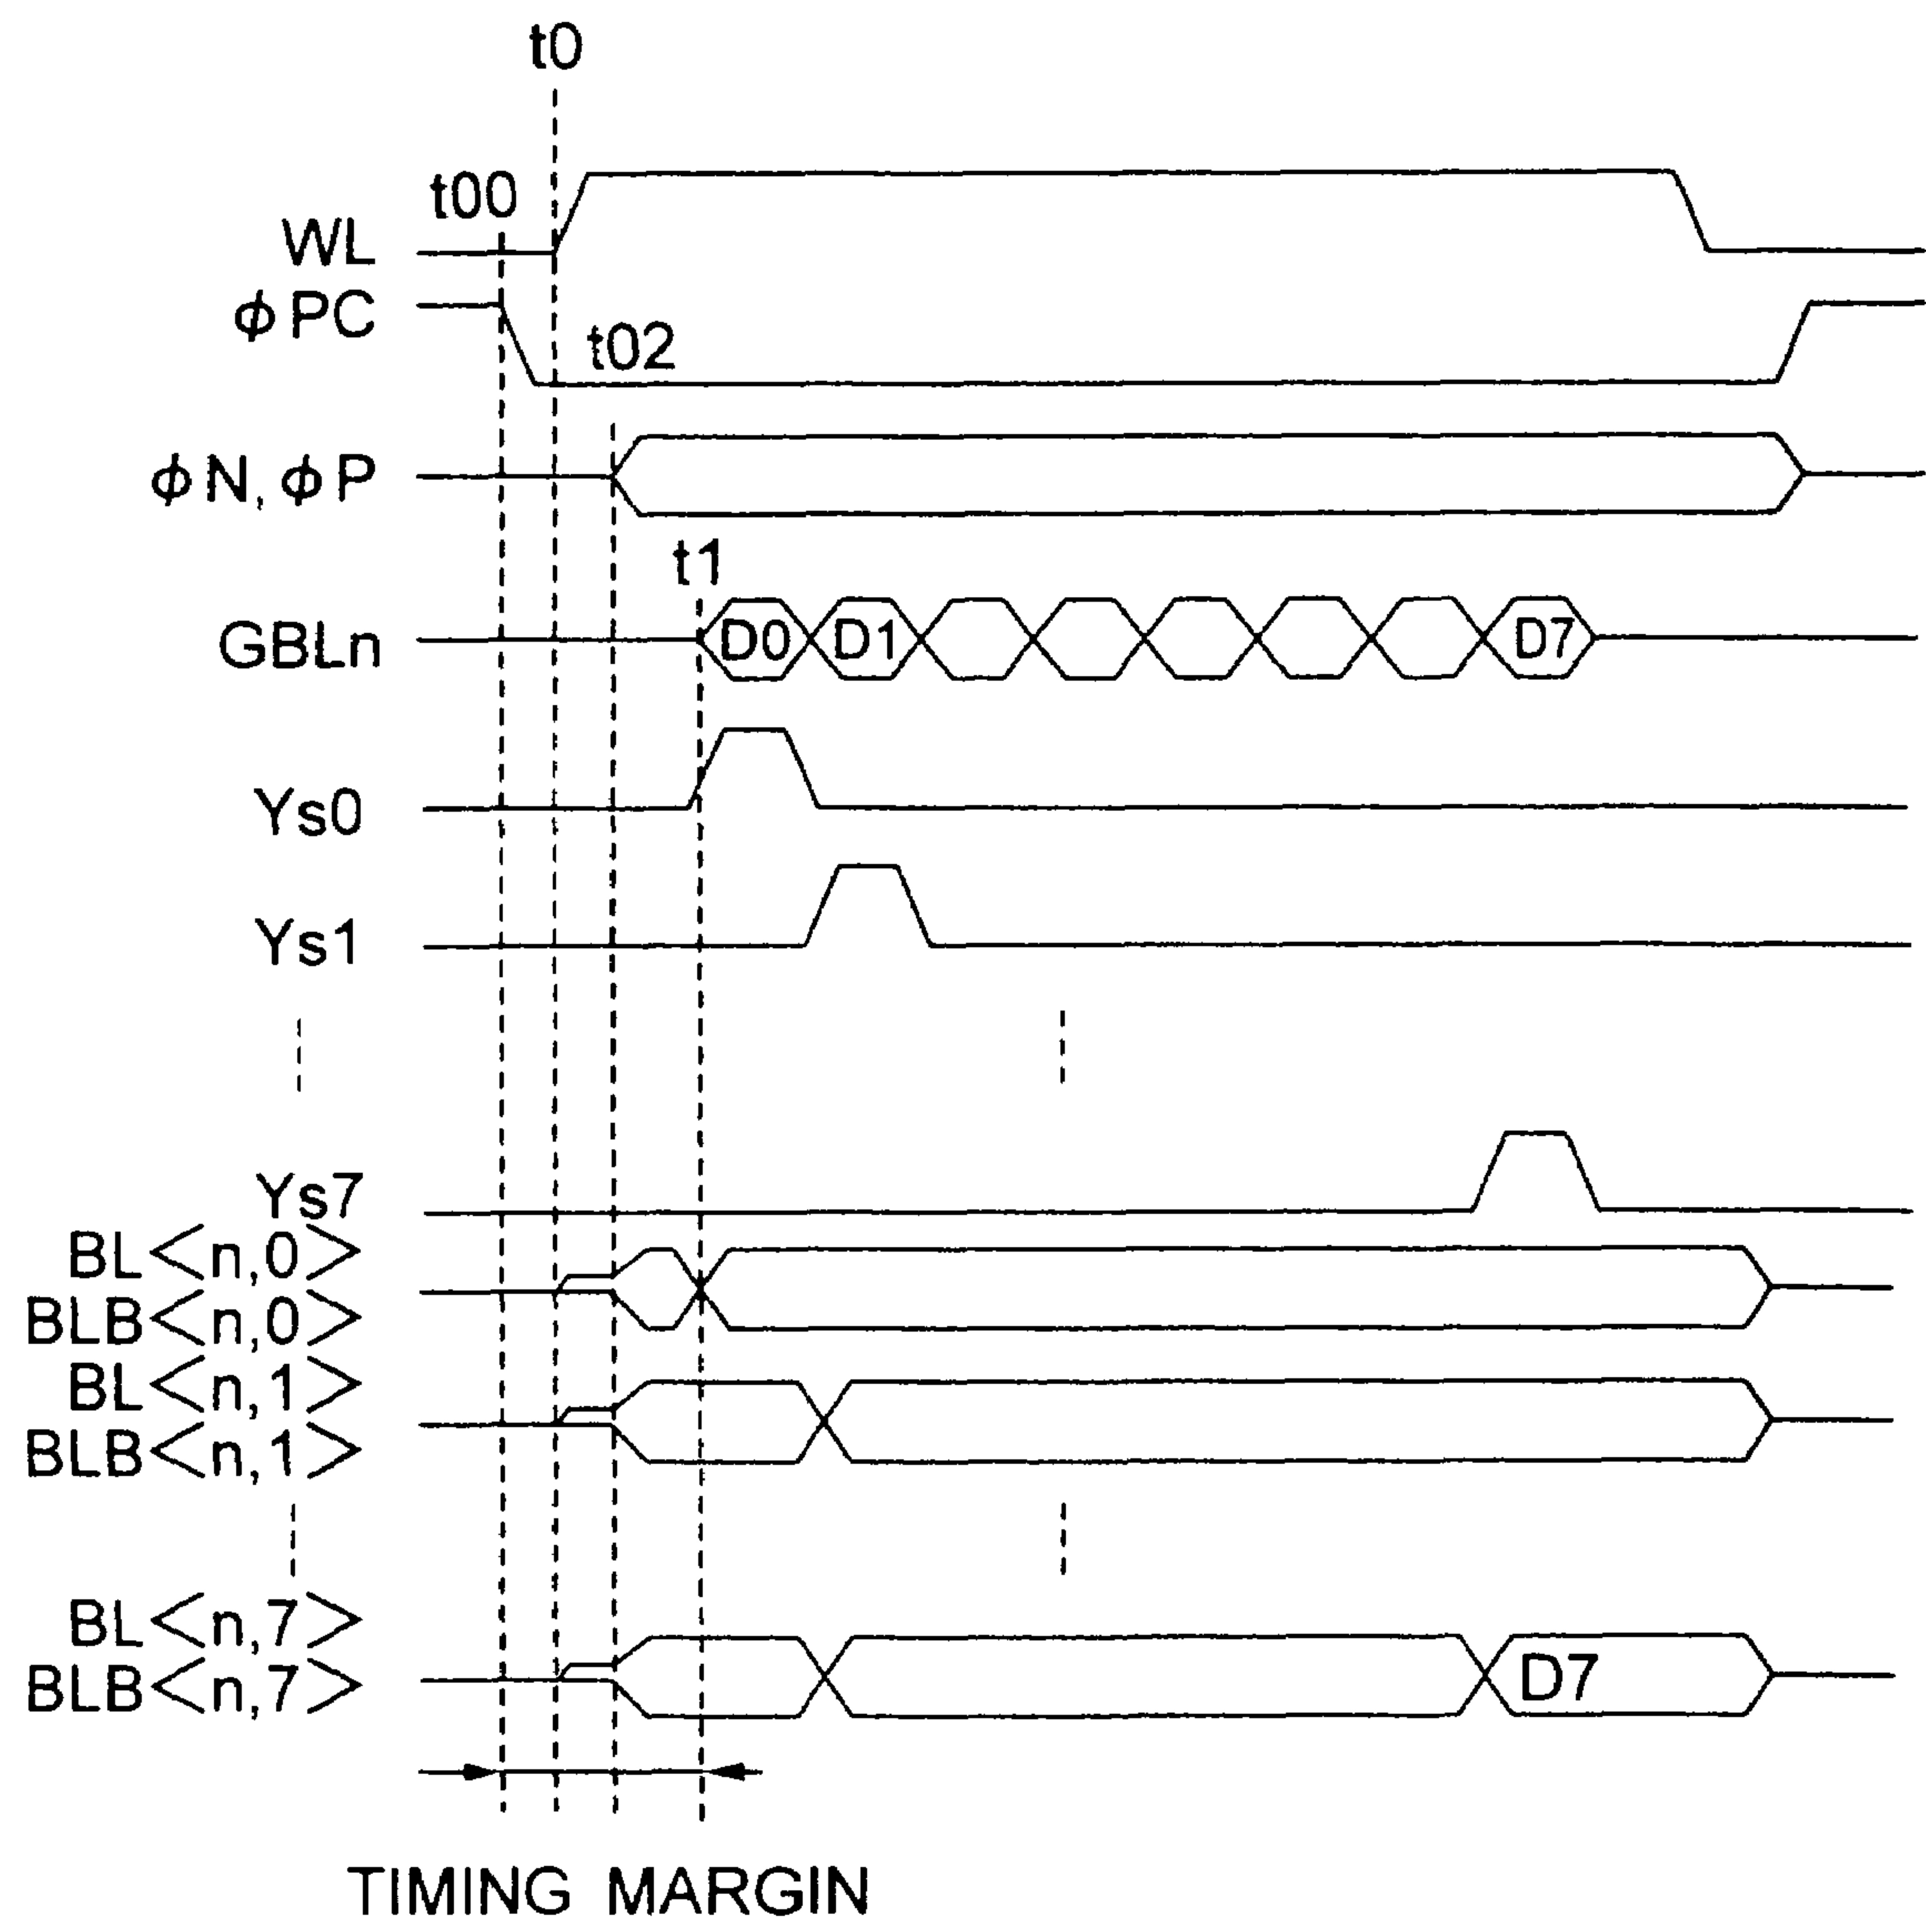 t0
t00
WL
ϕPC
t02
ϕN, ϕP
t1
GBLn
D0
D1
D7
Ys0
Ys1
Ys7
BL<n,0>
BLB<n,0>
BL<n,1>
BLB<n,1>
BL<n,7>
BLB<n,7>
D7
TIMING MARGIN